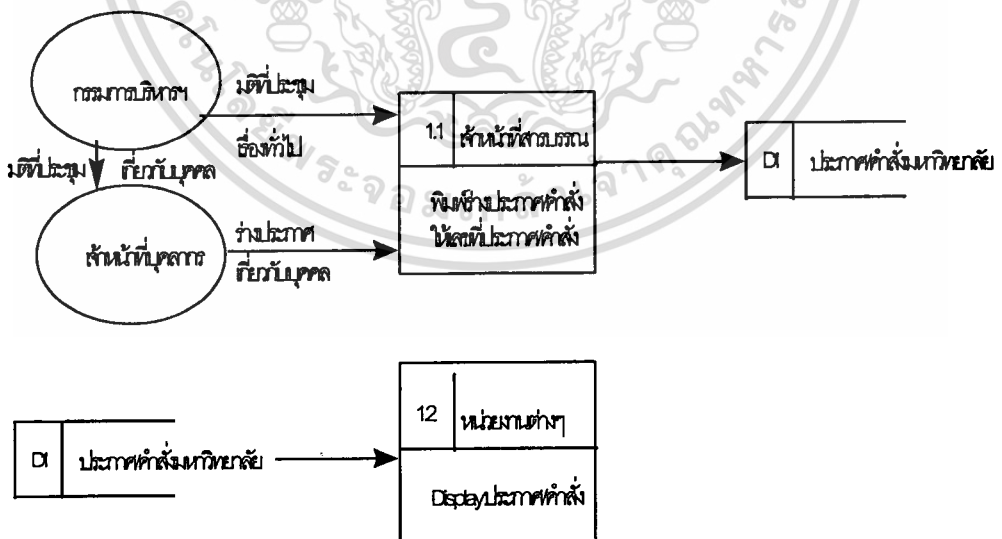 กรรมการบริหารฯ
มติที่ประชุม
เรื่องทั่วไป
มติที่ประชุม
เกี่ยวกับบุคคล
เจ้าหน้าที่บุคลากร
ร่างประกาศ
เกี่ยวกับบุคคล
1.1
เจ้าหน้าที่สารบรรณ
พิมพ์ร่างประกาศ/คำสั่ง
ให้เลขที่ประกาศ/คำสั่ง
D1
ประกาศ/คำสั่งมหาวิทยาลัย
D1
ประกาศ/คำสั่งมหาวิทยาลัย
1.2
หน่วยงานต่างๆ
Displayประกาศ/คำสั่ง